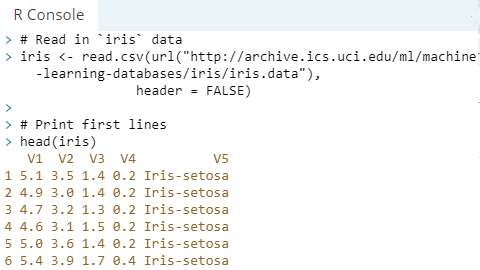 R Console
> # Read in `iris` data
> iris <- read.csv(url("http://archive.ics.uci.edu/ml/machine
-learning-databases/iris/iris.data"),
header = FALSE)
>
> # Print first lines
> head(iris)
V1 V2 V3 V4 V5
1 5.1 3.5 1.4 0.2 Iris-setosa
2 4.9 3.0 1.4 0.2 Iris-setosa
3 4.7 3.2 1.3 0.2 Iris-setosa
4 4.6 3.1 1.5 0.2 Iris-setosa
5 5.0 3.6 1.4 0.2 Iris-setosa
6 5.4 3.9 1.7 0.4 Iris-setosa